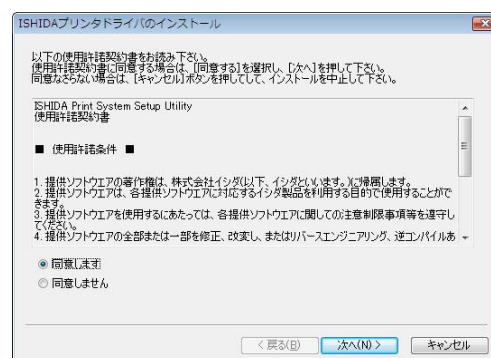 ISHIDAプリンタドライバのインストール
以下の使用許諾契約書をお読み下さい。
使用許諾契約書に同意する場合は、[同意する]を選択し、[次へ]を押して下さい。
同意なさらない場合は、[キャンセル]ボタンを押してして、インストールを中止して下さい。
ISHIDA Print System Setup Utility
使用許諾契約書
■ 使用許諾条件 ■
1. 提供ソフトウエアの著作権は、株式会社イシダ(以下、イシダといいます。)に帰属します。
2. 提供ソフトウエアは、各提供ソフトウエアに対応するイシダ製品を利用する目的で使用することがで
きます。
3. 提供ソフトウエアを使用するにあたっては、各提供ソフトウエアに関しての注意制限事項等を遵守し
てください。
4. 提供ソフトウエアの全部または一部を修正、改変し、またはリバースエンジニアリング、逆コンパイルあ
同意します
同意しません
< 戻る(B)
次へ(N) >
キャンセル